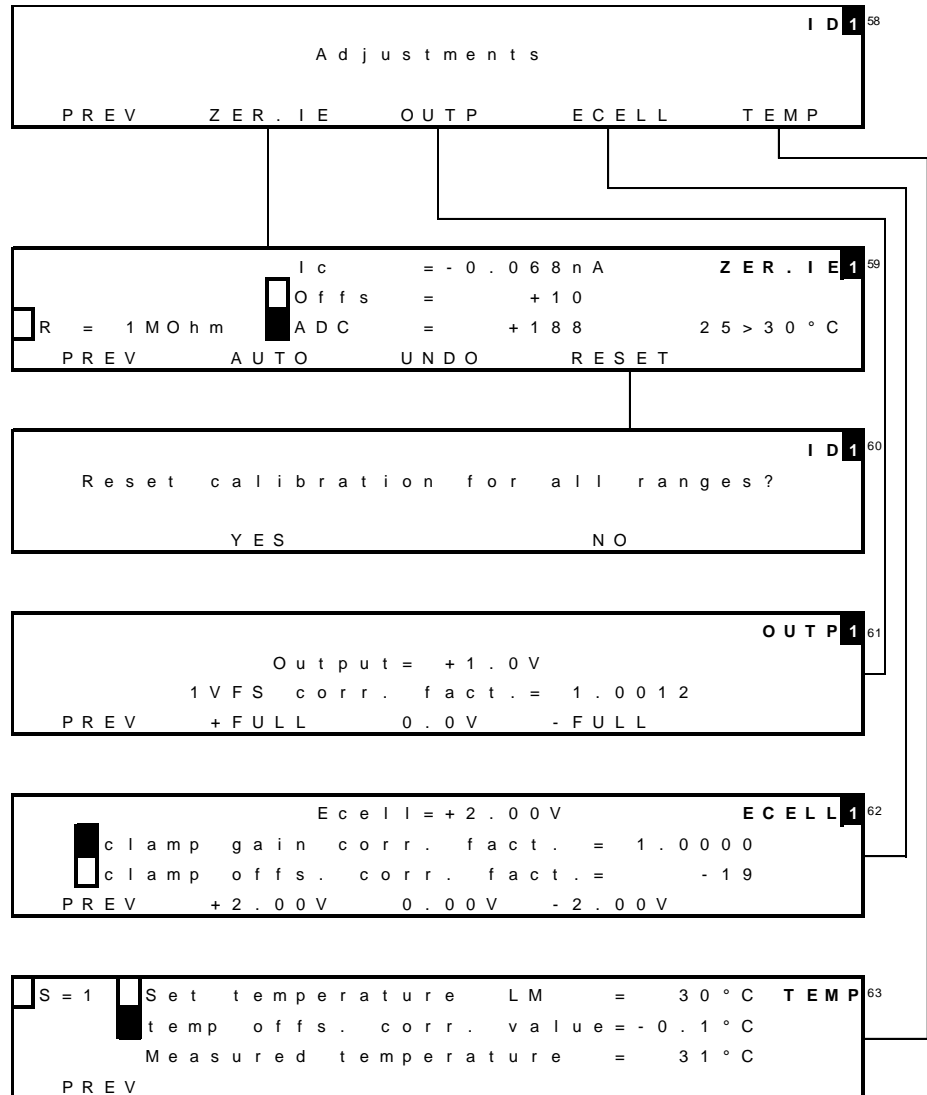 ID1 58
Adjustments
PREV ZER.IE OUTP ECELL TEMP
Ic =-0.068nA ZER.IE1 59
Offs = +10
R = 1MOhm ADC = +188 25>30°C
PREV AUTO UNDO RESET
ID1 60
Reset calibration for all ranges?
YES NO
OUTP1 61
Output= +1.0V
1VFS corr. fact.= 1.0012
PREV +FULL 0.0V -FULL
Ecell=+2.00V ECELL1 62
clamp gain corr. fact. = 1.0000
clamp offs. corr. fact.= -19
PREV +2.00V 0.00V -2.00V
S=1 Set temperature LM = 30°C TEMP 63
temp offs. corr. value=-0.1°C
Measured temperature = 31°C
PREV